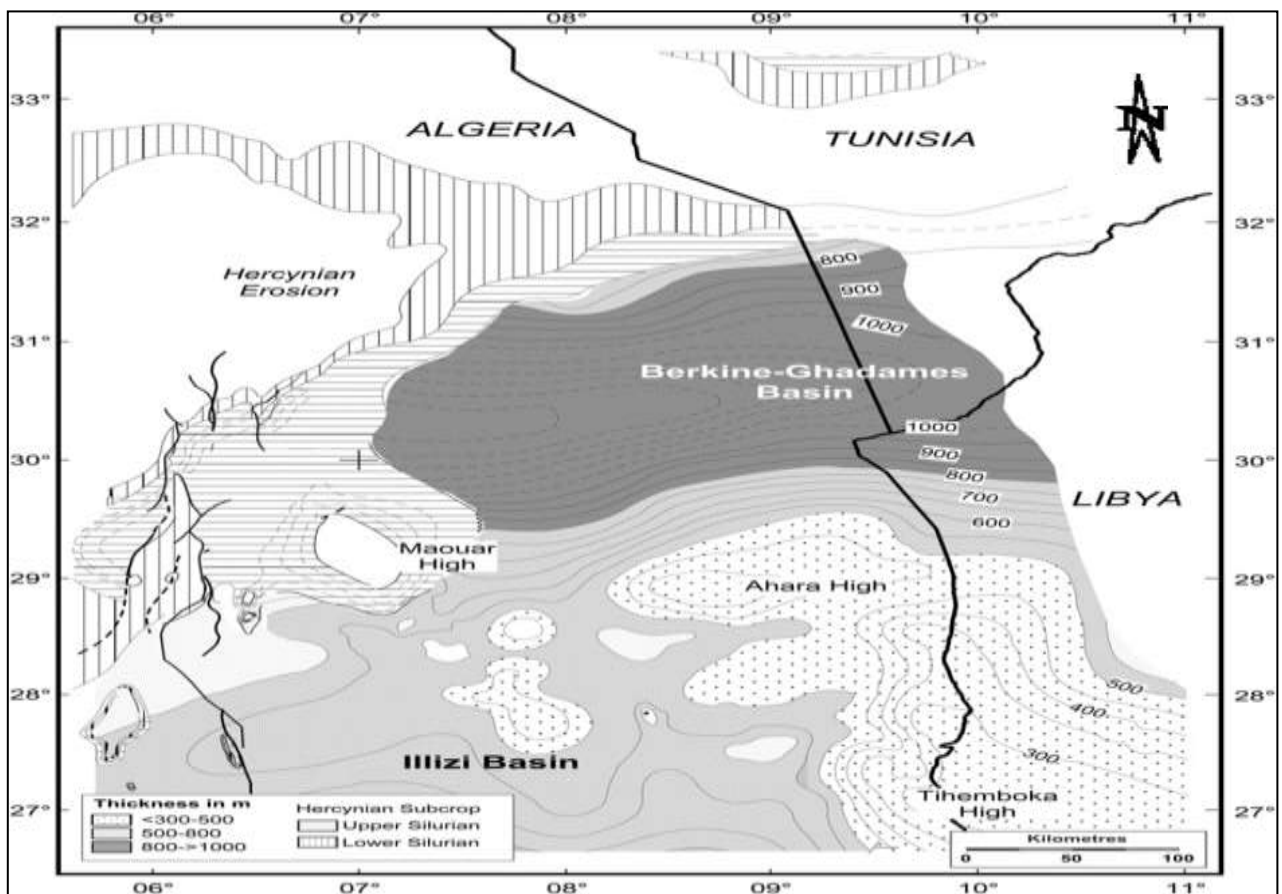 06° 07° 08° 09° 10° 11°
33° 33°
ALGERIA
TUNISIA
N
32° 32°
Hercynian
Erosion
800
900
31° 31°
1000
Berkine-Ghadames
Basin
1000
30° 30°
900
800
700
LIBYA
600
Maouar
High
29° 29°
Ahara High
28° 28°
500
400
300
Illizi Basin
27° 27°
Tihemboka
High
Thickness in m
<300-500
500-800
800->1000
Hercynian Subcrop
Upper Silurian
Lower Silurian
Kilometres
0 50 100
06° 07° 08° 09° 10° 11°